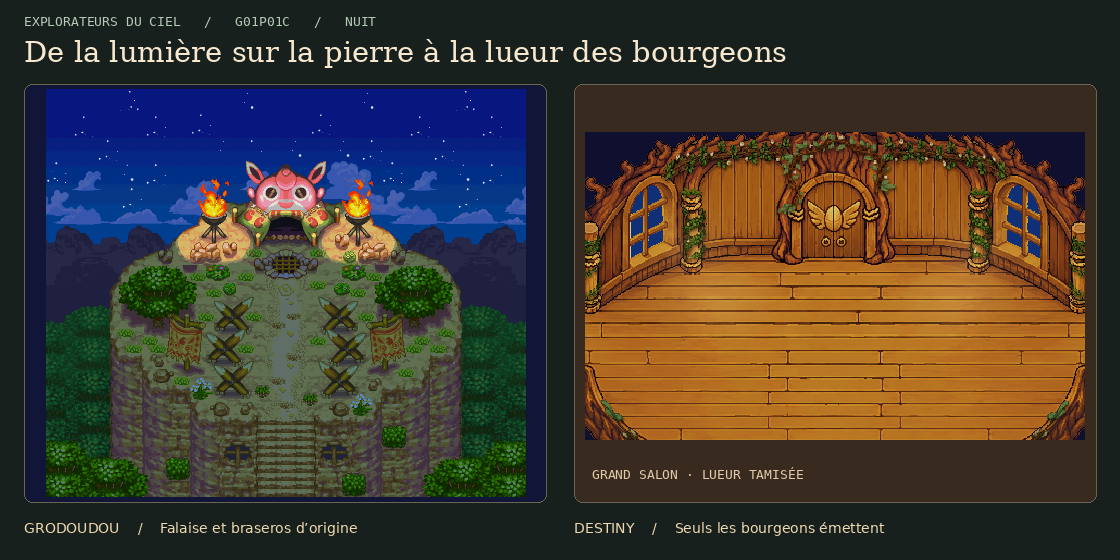 EXPLORATEURS DU CIEL / G01P01C / NUIT
De la lumière sur la pierre à la lueur des bourgeons
GRAND SALON · LUEUR TAMISÉE
GRODOUDOU / Falaise et braseros d’origine
DESTINY / Seuls les bourgeons émettent